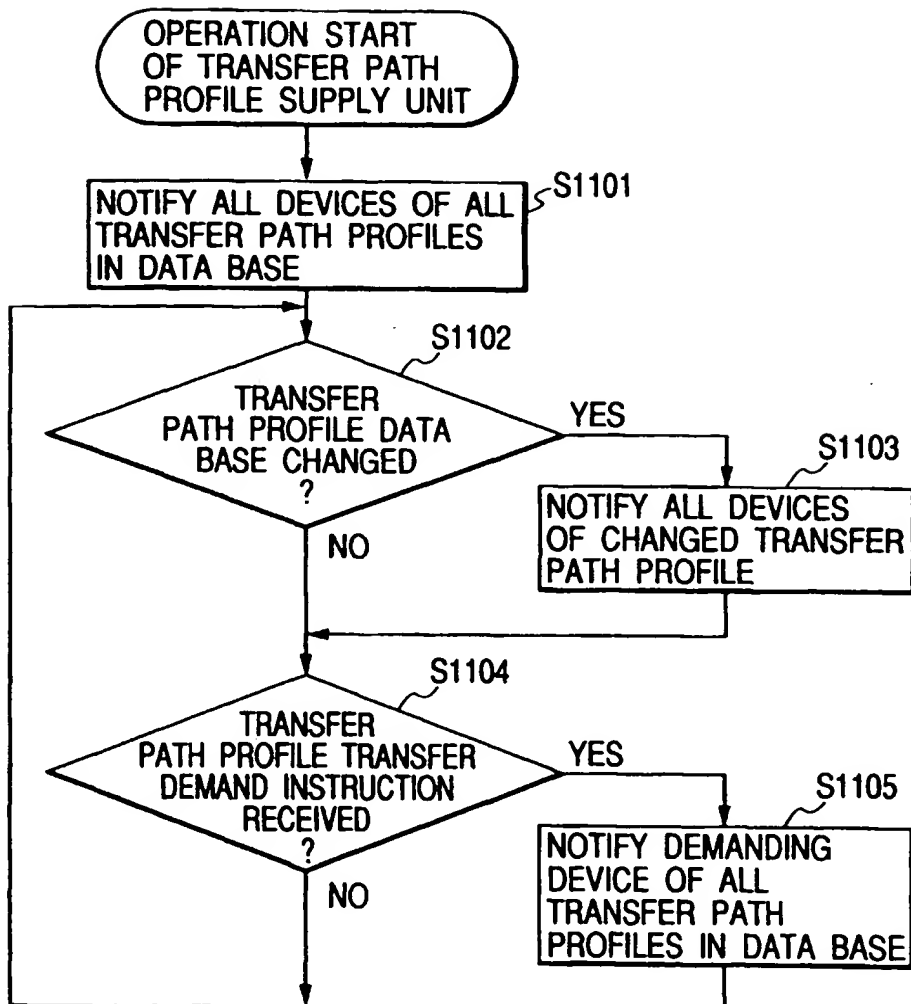 OPERATION START
OF TRANSFER PATH
PROFILE SUPPLY UNIT
S1101
NOTIFY ALL DEVICES OF ALL
TRANSFER PATH PROFILES
IN DATA BASE
S1102
TRANSFER
PATH PROFILE DATA
BASE CHANGED
?
YES
NO
S1103
NOTIFY ALL DEVICES
OF CHANGED TRANSFER
PATH PROFILE
S1104
TRANSFER
PATH PROFILE TRANSFER
DEMAND INSTRUCTION
RECEIVED
?
YES
NO
S1105
NOTIFY DEMANDING
DEVICE OF ALL
TRANSFER PATH
PROFILES IN DATA BASE